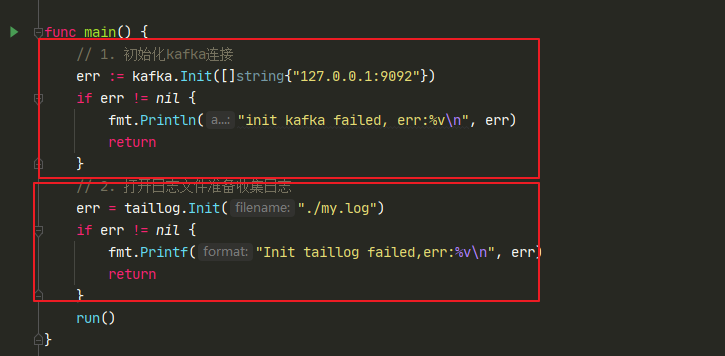 func main() {
// 1. 初始化kafka连接
err := kafka.Init([]string{"127.0.0.1:9092"})
if err != nil {
fmt.Println( a...: "init kafka failed, err:%v\n", err)
return
}
// 2. 打开日志文件准备收集日志
err = taillog.Init( filename: "./my.log")
if err != nil {
fmt.Printf( format: "Init taillog failed,err:%v\n", err)
return
}
run()
}